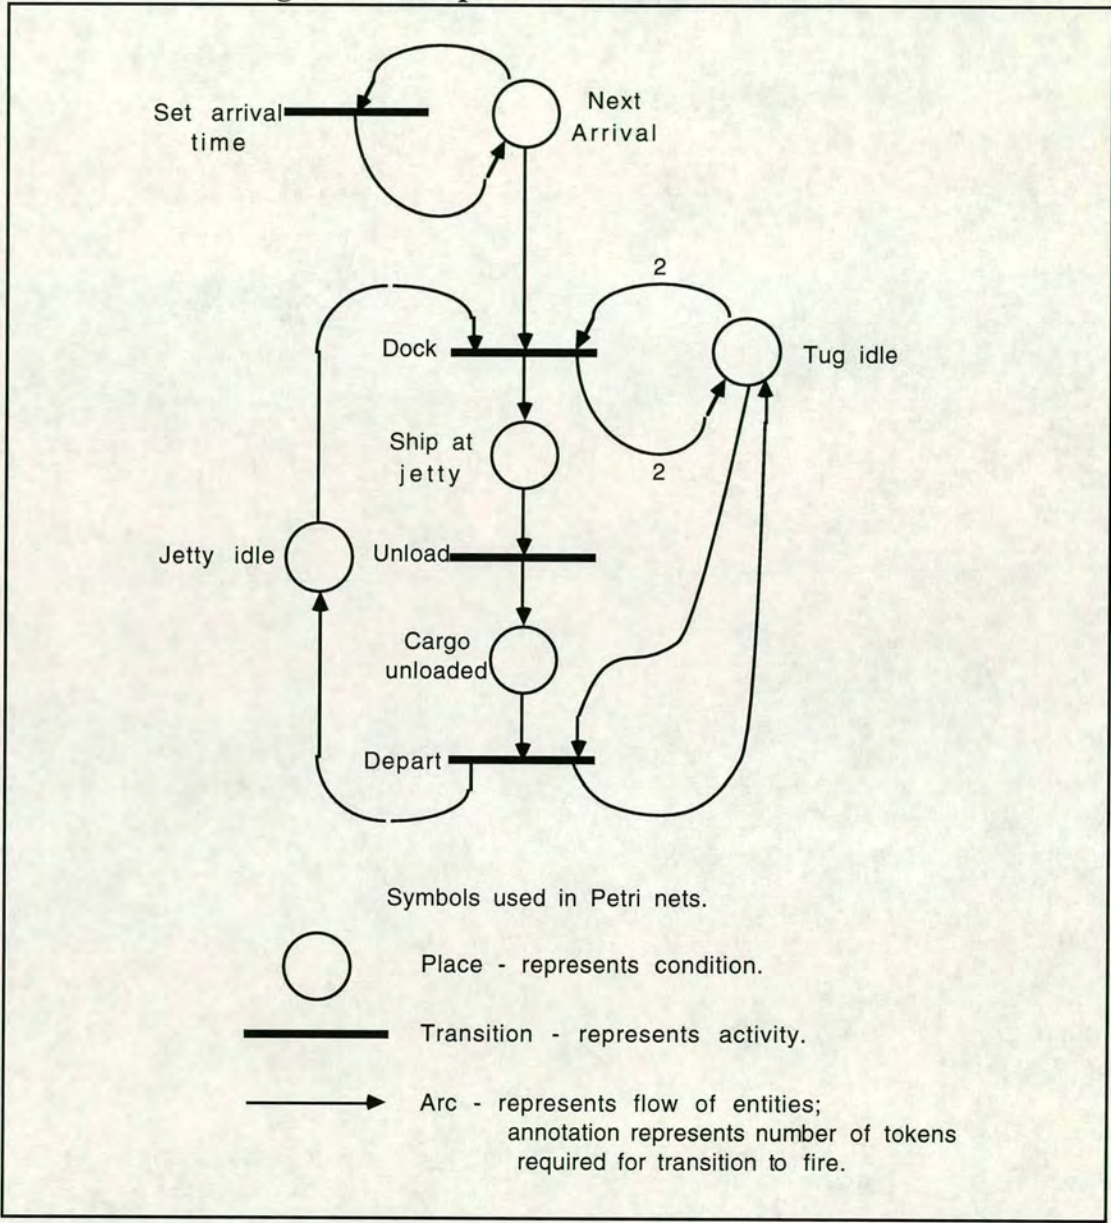 Set arrival
time
Next
Arrival
2
Dock
Tug idle
Ship at
jetty
2
Jetty idle
Unload
Cargo
unloaded
Depart
Symbols used in Petri nets.
Place - represents condition.
Transition - represents activity.
Arc - represents flow of entities;
annotation represents number of tokens
required for transition to fire.